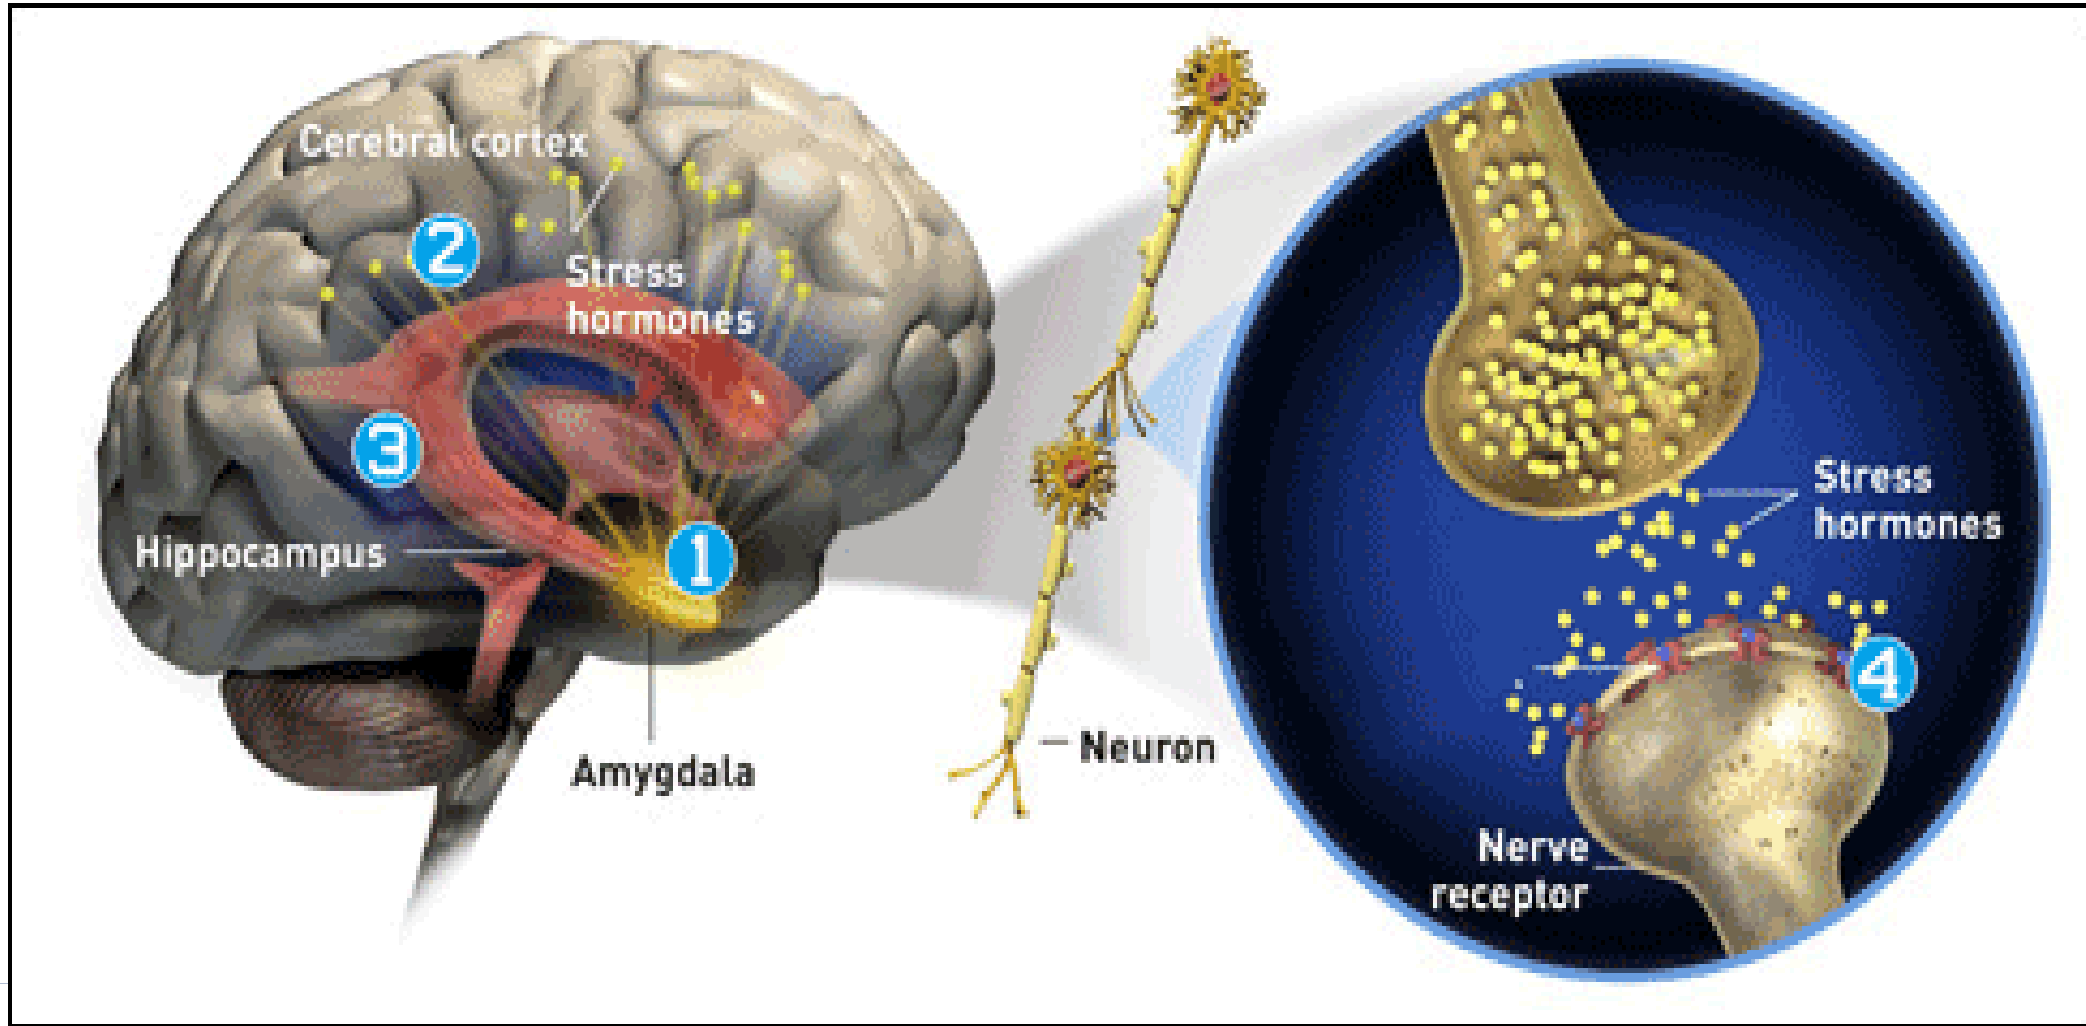 Cerebral cortex
2
Stress
hormones
3
Hippocampus
1
Amygdala
Neuron
Stress
hormones
4
Nerve
receptor